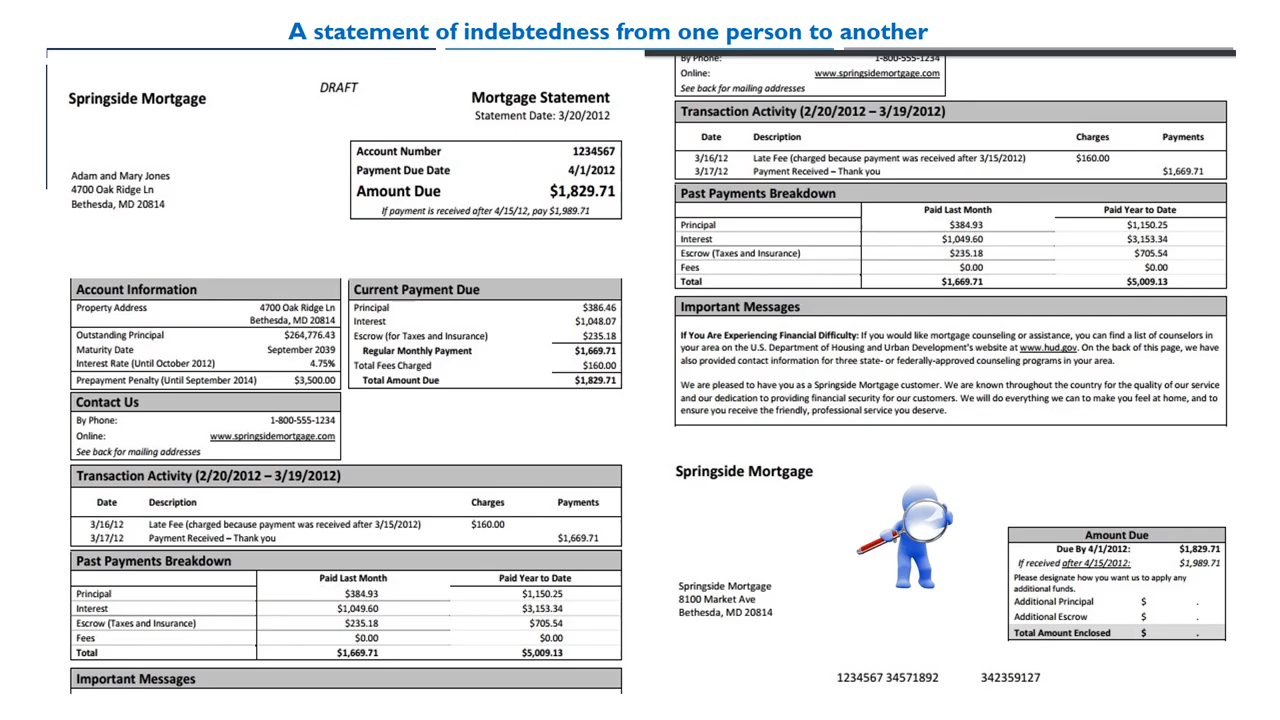 A statement of indebtedness from one person to another
DRAFT
Springside Mortgage
Mortgage Statement
Statement Date: 3/20/2012
Account Number 1234567
Payment Due Date 4/1/2012
Amount Due $1,829.71
If payment is received after 4/15/12, pay $1,989.71
Adam and Mary Jones
4700 Oak Ridge Ln
Bethesda, MD 20814
Account Information
Property Address 4700 Oak Ridge Ln
Bethesda, MD 20814
Outstanding Principal $264,776.43
Maturity Date September 2039
Interest Rate (Until October 2012) 4.75%
Prepayment Penalty (Until September 2014) $3,500.00
Contact Us
By Phone: 1-800-555-1234
Online: www.springsidemortgage.com
See back for mailing addresses
Current Payment Due
Principal $386.46
Interest $1,048.07
Escrow (for Taxes and Insurance) $235.18
Regular Monthly Payment $1,669.71
Total Fees Charged $160.00
Total Amount Due $1,829.71
Transaction Activity (2/20/2012 – 3/19/2012)
Date Description Charges Payments
3/16/12 Late Fee (charged because payment was received after 3/15/2012) $160.00
3/17/12 Payment Received – Thank you $1,669.71
Past Payments Breakdown
Paid Last Month Paid Year to Date
Principal $384.93 $1,150.25
Interest $1,049.60 $3,153.34
Escrow (Taxes and Insurance) $235.18 $705.54
Fees $0.00 $0.00
Total $1,669.71 $5,009.13
Important Messages
By Phone: 1-800-555-1234
Online: www.springsidemortgage.com
See back for mailing addresses
Transaction Activity (2/20/2012 – 3/19/2012)
Date Description Charges Payments
3/16/12 Late Fee (charged because payment was received after 3/15/2012) $160.00
3/17/12 Payment Received – Thank you $1,669.71
Past Payments Breakdown
Paid Last Month Paid Year to Date
Principal $384.93 $1,150.25
Interest $1,049.60 $3,153.34
Escrow (Taxes and Insurance) $235.18 $705.54
Fees $0.00 $0.00
Total $1,669.71 $5,009.13
Important Messages
If You Are Experiencing Financial Difficulty: If you would like mortgage counseling or assistance, you can find a list of counselors in
your area on the U.S. Department of Housing and Urban Development's website at www.hud.gov. On the back of this page, we have
also provided contact information for three state- or federally-approved counseling programs in your area.
We are pleased to have you as a Springside Mortgage customer. We are known throughout the country for the quality of our service
and our dedication to providing financial security for our customers. We will do everything we can to make you feel at home, and to
ensure you receive the friendly, professional service you deserve.
Springside Mortgage
Springside Mortgage
8100 Market Ave
Bethesda, MD 20814
Amount Due
Due By 4/1/2012: $1,829.71
If received after 4/15/2012: $1,989.71
Please designate how you want us to apply any
additional funds.
Additional Principal $ .
Additional Escrow $ .
Total Amount Enclosed $ .
1234567 34571892 342359127